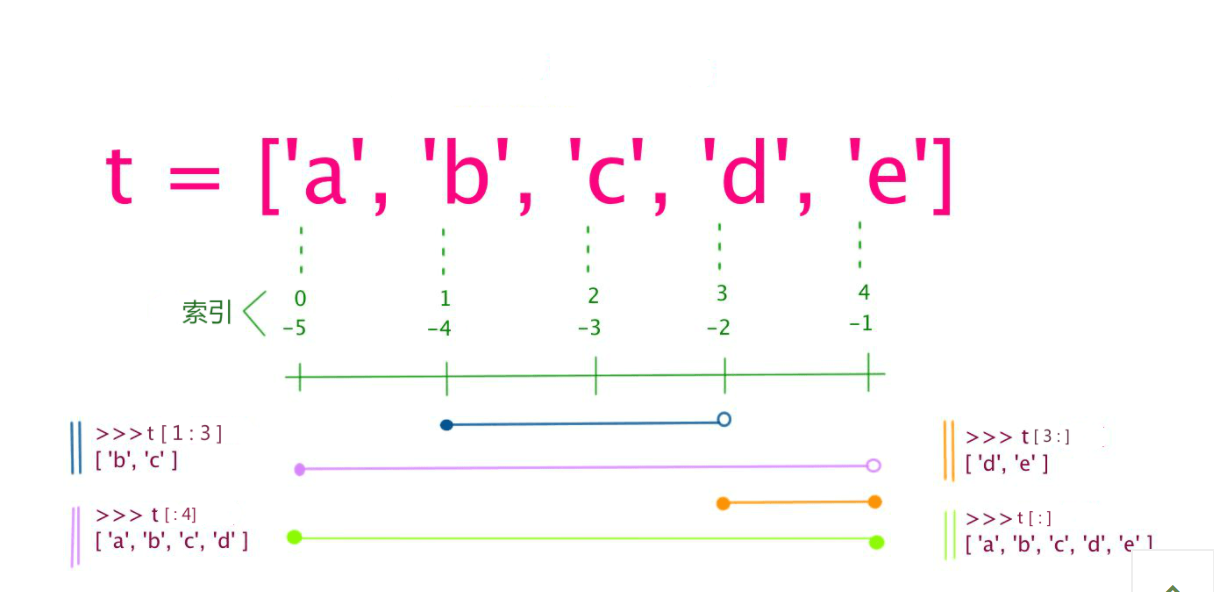 t = ['a', 'b', 'c', 'd', 'e']
索引
0 1 2 3 4
-5 -4 -3 -2 -1
>>>t[1:3]
['b', 'c']
>>> t[:4]
['a', 'b', 'c', 'd']
>>> t[3:]
['d', 'e']
>>>t[:]
['a', 'b', 'c', 'd', 'e']